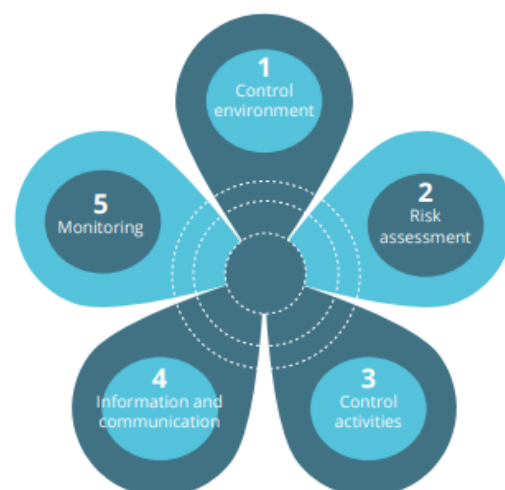 1
Control
environment
2
Risk
assessment
3
Control
activities
4
Information and
communication
5
Monitoring